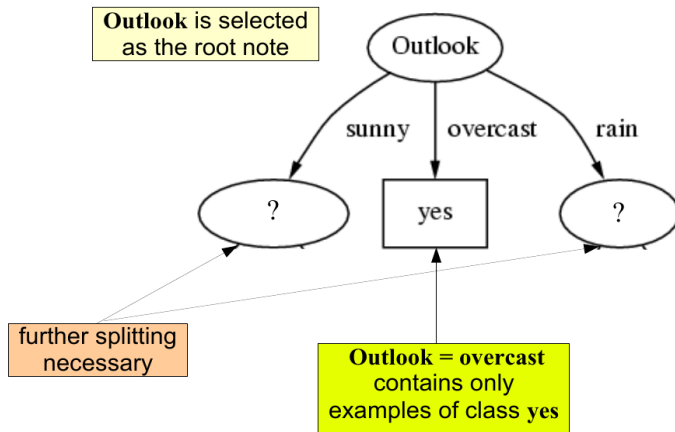 Outlook is selected
as the root note
Outlook
sunny
overcast
rain
?
yes
?
further splitting
necessary
Outlook = overcast
contains only
examples of class yes